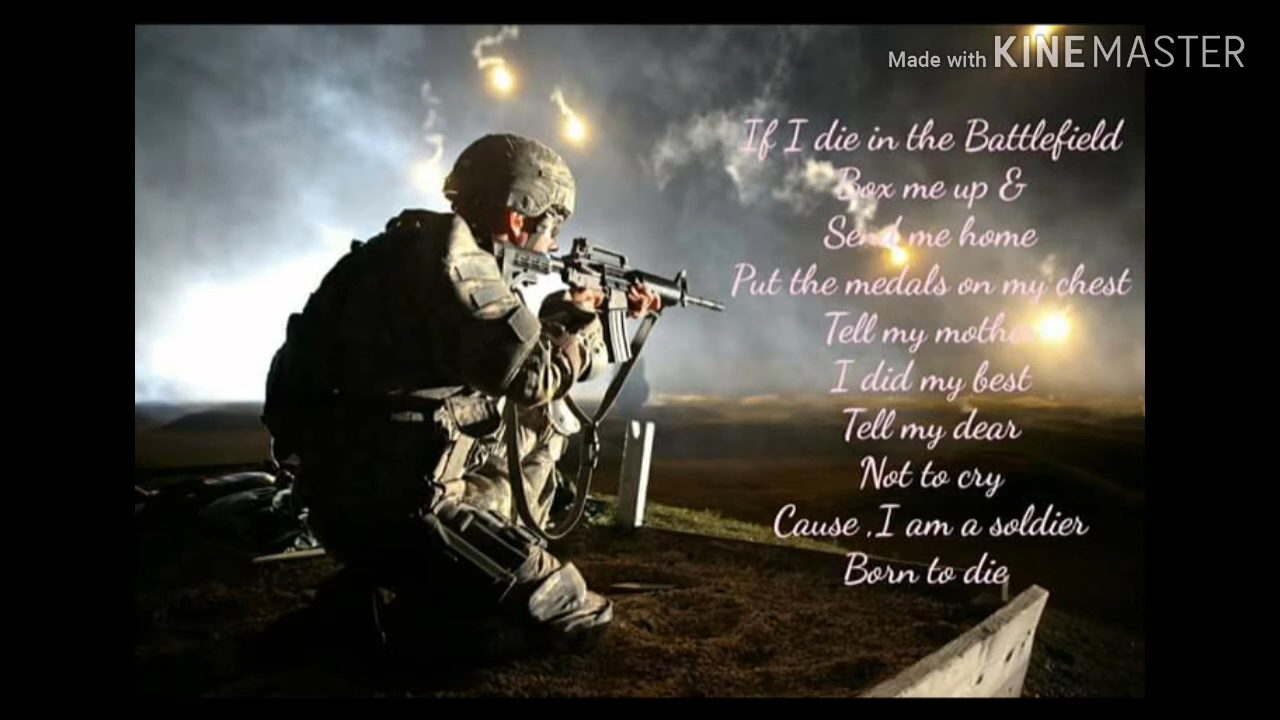 Made with KINEMASTER
If I die in the Battlefield
Box me up &
Send me home
Put the medals on my chest
Tell my mother
I did my best
Tell my dear
Not to cry
Cause ,I am a soldier
Born to die